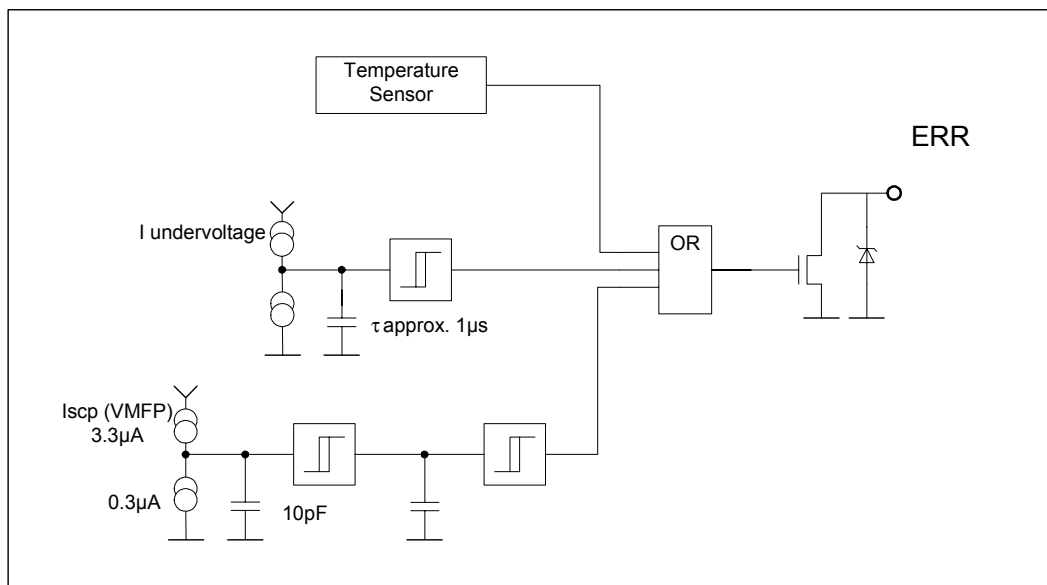 Temperature
Sensor
ERR
I undervoltage
OR
τ approx. 1µs
Iscp (VMFP)
3.3µA
0.3µA
10pF